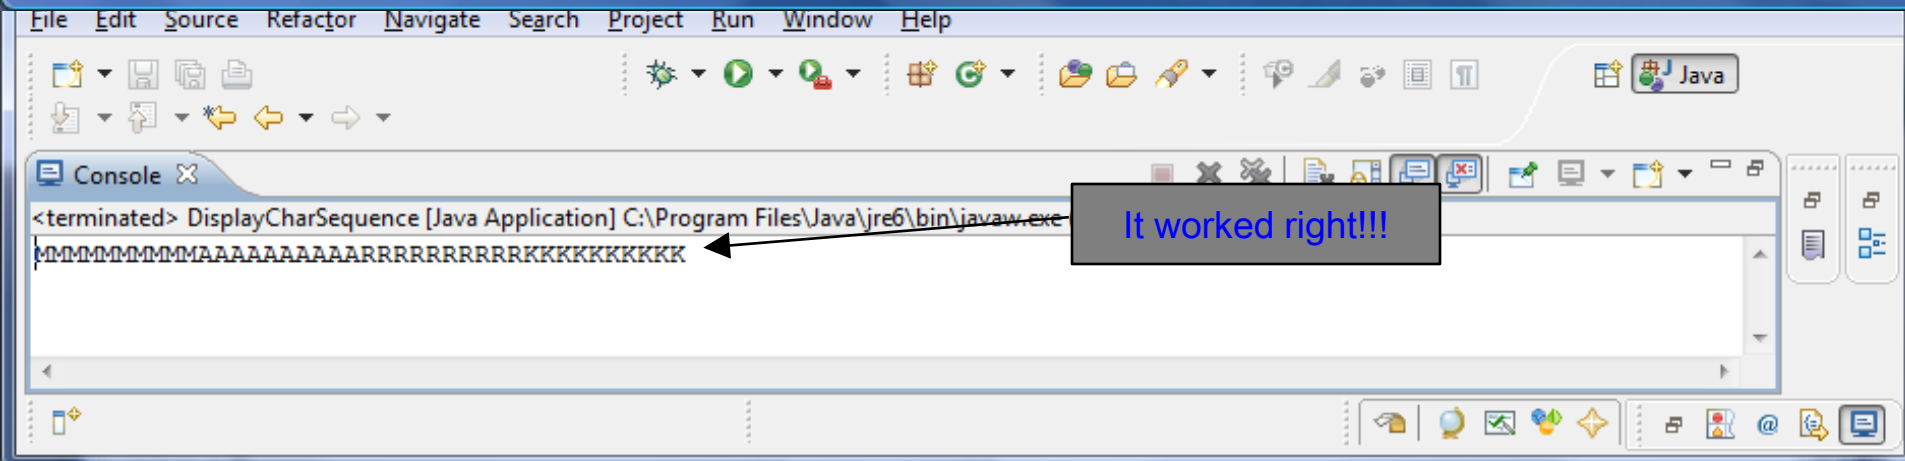 File Edit Source Refactor Navigate Search Project Run Window Help
Java
Console
<terminated> DisplayCharSequence [Java Application] C:\Program Files\Java\jre6\bin\javaw.exe
It worked right!!!
MMMMMMMMMMAAAAAAAAAARRRRRRRRRRKKKKKKKKKK